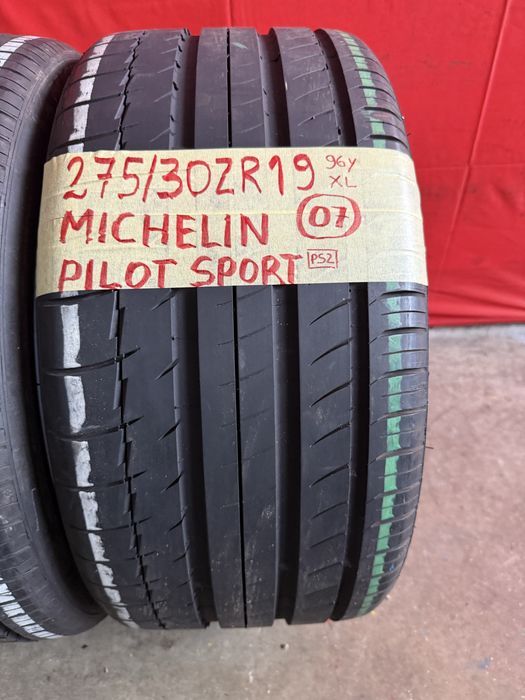 275/30ZR19 96Y XL
MICHELIN 07
PILOT SPORT PS2